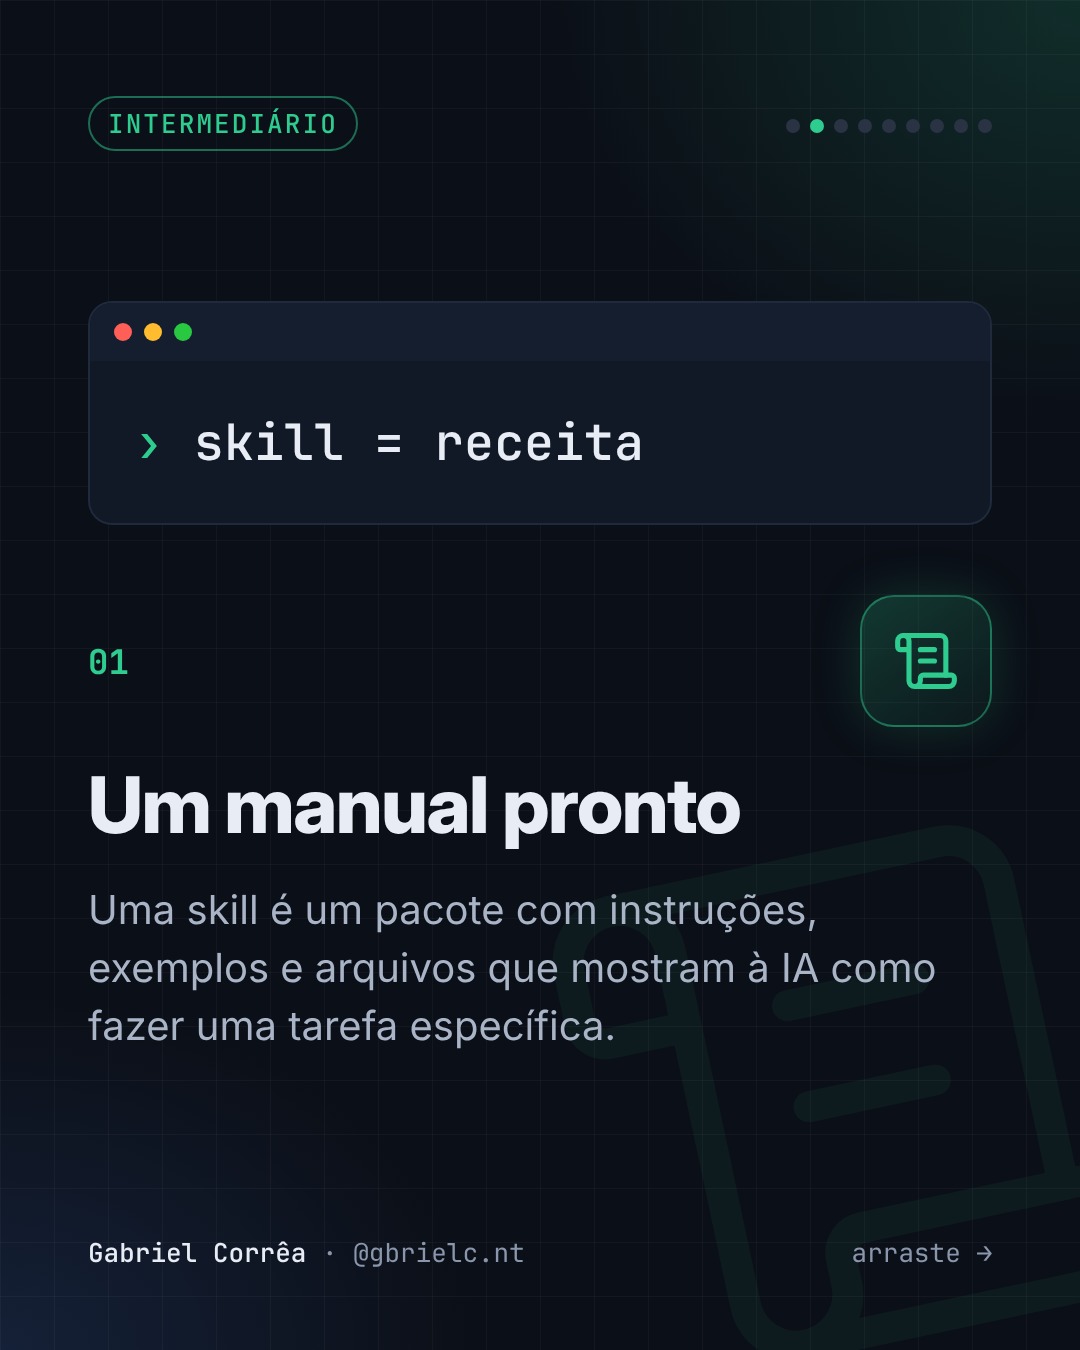 INTERMEDIÁRIO
› skill = receita
01
Um manual pronto
Uma skill é um pacote com instruções,
exemplos e arquivos que mostram à IA como
fazer uma tarefa específica.
Gabriel Corrêa · @gbrielc.nt
arraste →